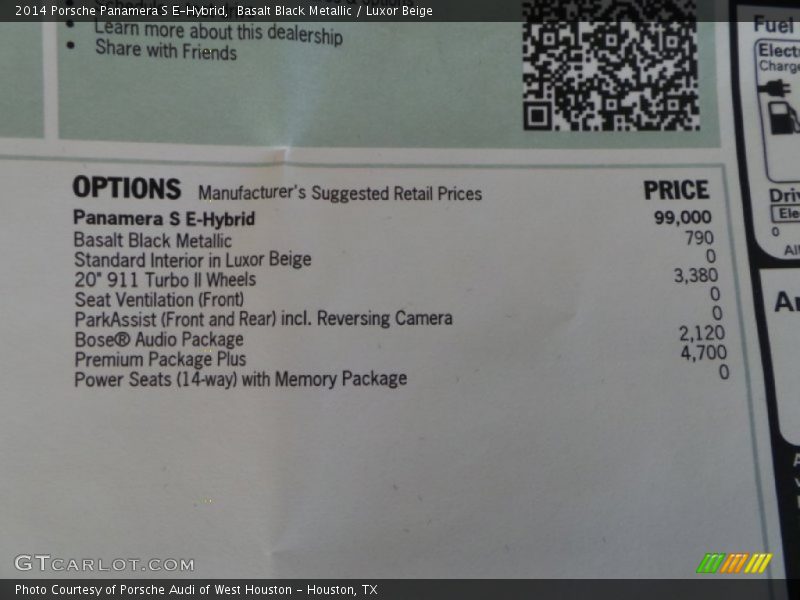 2014 Porsche Panamera S E-Hybrid, Basalt Black Metallic / Luxor Beige
• Learn more about this dealership
• Share with Friends
Fuel
Electr
Charge
OPTIONS Manufacturer's Suggested Retail Prices PRICE
Panamera S E-Hybrid 99,000
Basalt Black Metallic 790
Standard Interior in Luxor Beige 0
20" 911 Turbo II Wheels 3,380
Seat Ventilation (Front) 0
ParkAssist (Front and Rear) incl. Reversing Camera 0
Bose® Audio Package 2,120
Premium Package Plus 4,700
Power Seats (14-way) with Memory Package 0
Driv
Ele
0
All
GTCARLOT.COM
Photo Courtesy of Porsche Audi of West Houston – Houston, TX